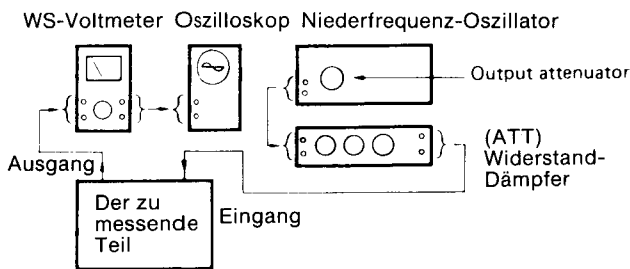 WS-Voltmeter Oszilloskop Niederfrequenz-Oszillator
Output attenuator
(ATT)
Widerstand-
Dämpfer
Ausgang
Der zu
messende
Teil
Eingang